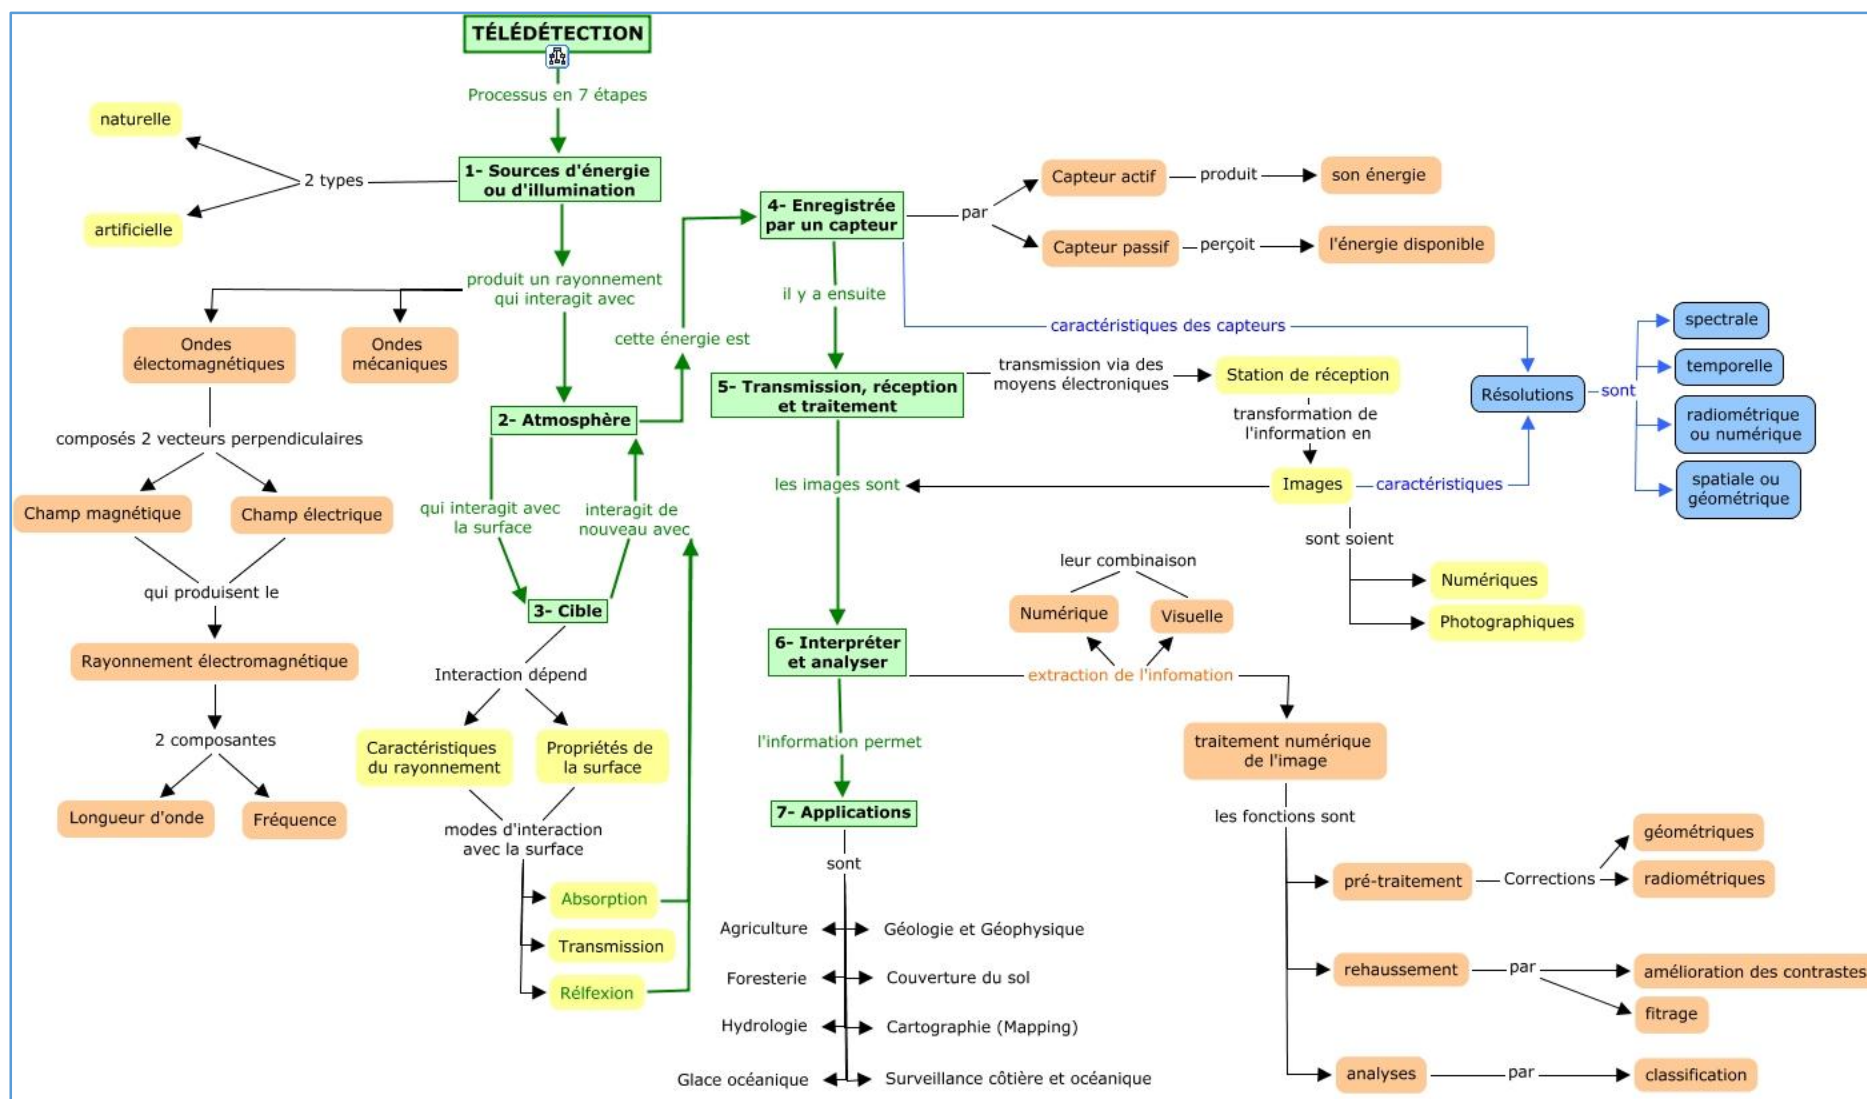 TÉLÉDÉTECTION
Processus en 7 étapes
naturelle
2 types
artificielle
1- Sources d'énergie
ou d'illumination
produit un rayonnement
qui interagit avec
Ondes
électomagnétiques
Ondes
mécaniques
composés 2 vecteurs perpendiculaires
Champ magnétique
Champ électrique
qui produisent le
Rayonnement électromagnétique
2 composantes
Longueur d'onde
Fréquence
2- Atmosphère
qui interagit avec
la surface
interagit de
nouveau avec
3- Cible
Interaction dépend
Caractéristiques
du rayonnement
Propriétés de
la surface
modes d'interaction
avec la surface
Absorption
Transmission
Rélfexion
cette énergie est
4- Enregistrée
par un capteur
par
Capteur actif
produit
son énergie
Capteur passif
perçoit
l'énergie disponible
il y a ensuite
caractéristiques des capteurs
5- Transmission, réception
et traitement
transmission via des
moyens électroniques
Station de réception
transformation de
l'information en
Images
caractéristiques
Résolutions
sont
spectrale
temporelle
radiométrique
ou numérique
spatiale ou
géométrique
sont soient
Numériques
Photographiques
les images sont
6- Interpréter
et analyser
leur combinaison
Numérique
Visuelle
extraction de l'infomation
traitement numérique
de l'image
les fonctions sont
pré-traitement
Corrections
géométriques
radiométriques
rehaussement
par
amélioration des contrastes
fitrage
analyses
par
classification
l'information permet
7- Applications
sont
Agriculture
Géologie et Géophysique
Foresterie
Couverture du sol
Hydrologie
Cartographie (Mapping)
Glace océanique
Surveillance côtière et océanique